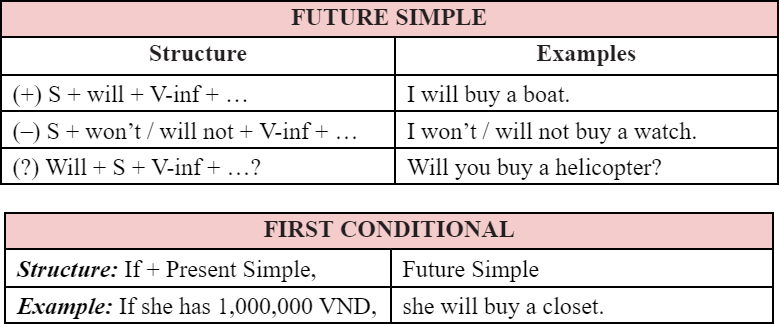 FUTURE SIMPLE
Structure Examples
(+) S + will + V-inf + … I will buy a boat.
(–) S + won’t / will not + V-inf + … I won’t / will not buy a watch.
(?) Will + S + V-inf + …? Will you buy a helicopter?
FIRST CONDITIONAL
Structure: If + Present Simple, Future Simple
Example: If she has 1,000,000 VND, she will buy a closet.